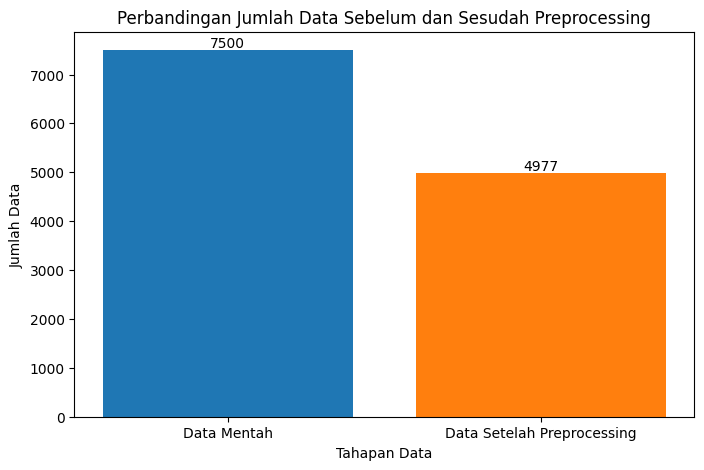 Perbandingan Jumlah Data Sebelum dan Sesudah Preprocessing
7500
4977
7000
6000
5000
4000
3000
2000
1000
0
Jumlah Data
Data Mentah
Data Setelah Preprocessing
Tahapan Data